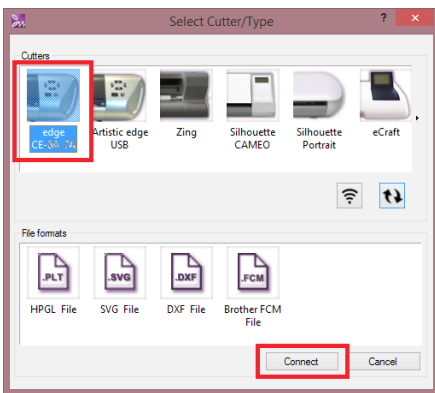 Select Cutter/Type
? ×
Cutters
edge Artistic edge Zing Silhouette Silhouette eCraft
USB CAMEO Portrait
File formats
.PLT .SVG .DXF .FCM
HPGL File SVG File DXF File Brother FCM
File
Connect Cancel